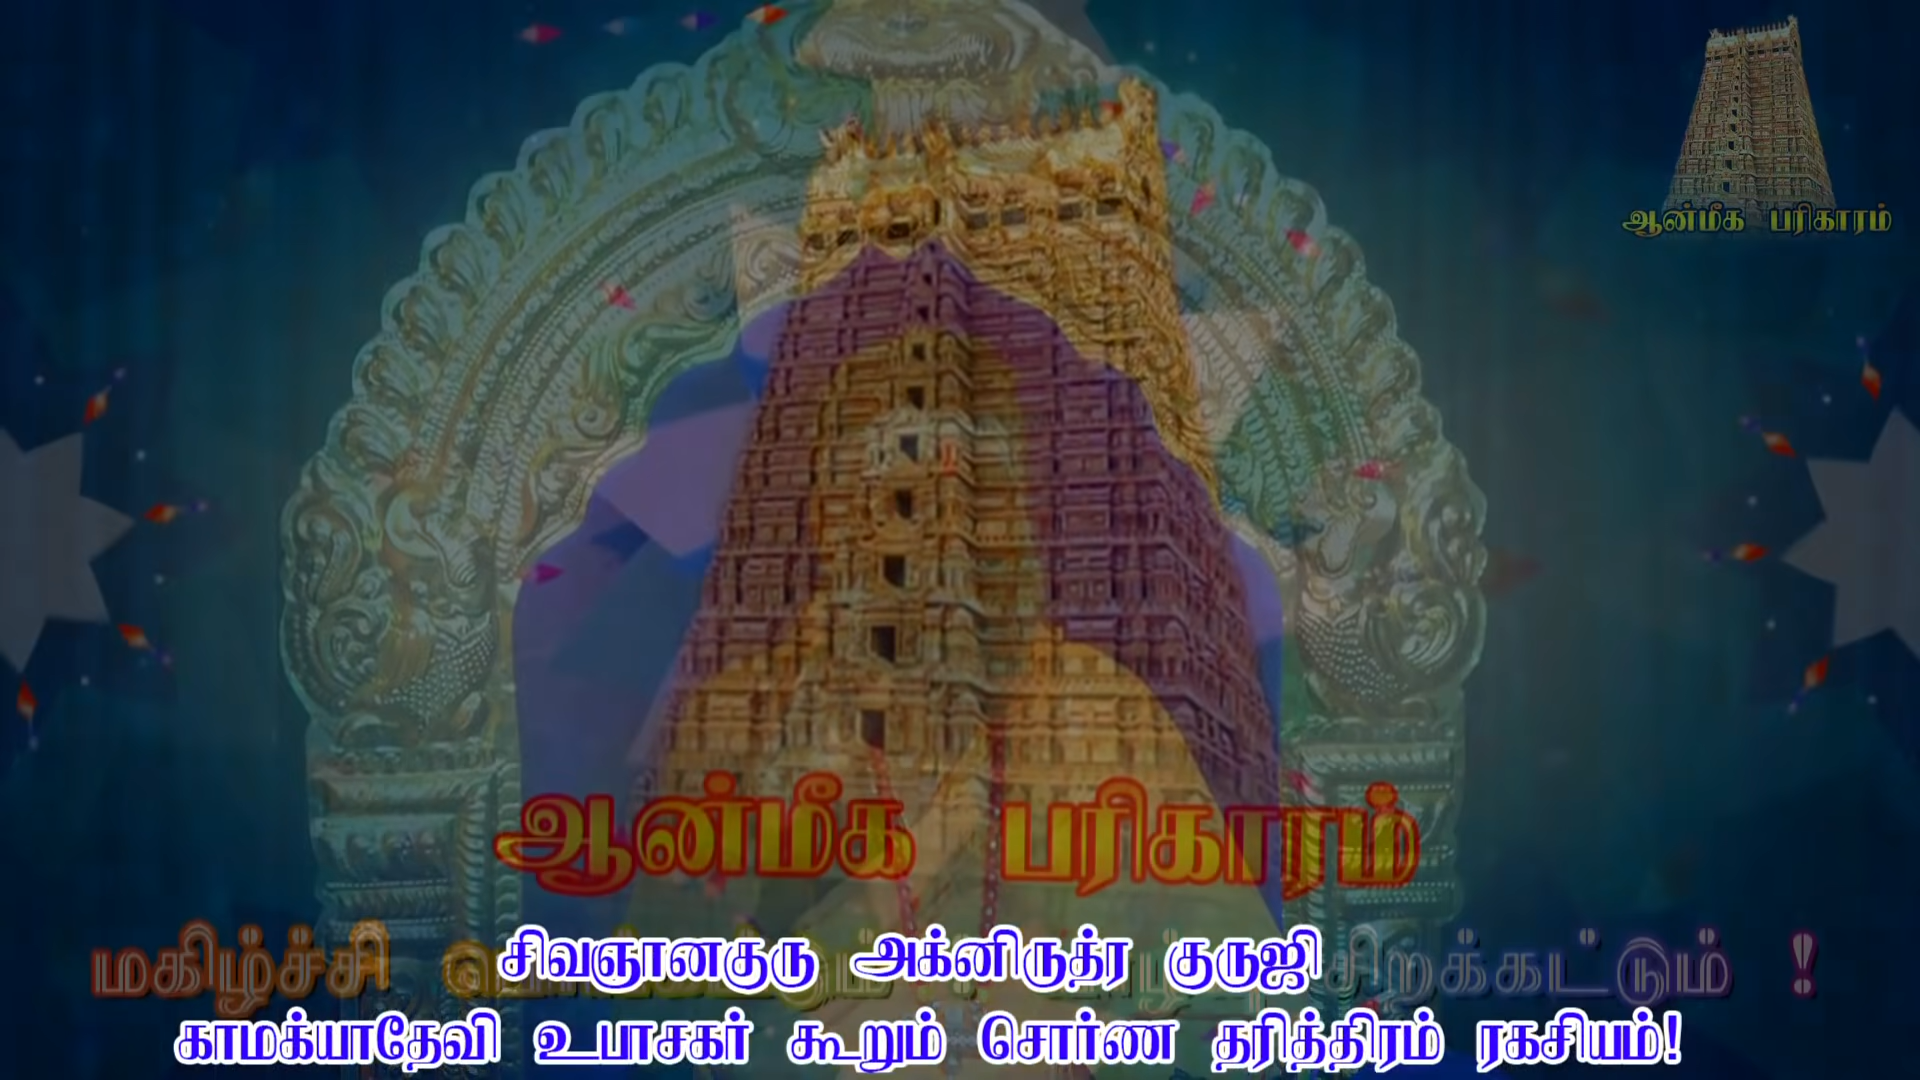 ஆன்மீக பரிகாரம்
ஆன்மீக பரிகாரம்
மகிழ்ச்சி சிறக்கட்டும் !
சிவஞானகுரு அக்னிருத்ர குருஜி
காமக்யாதேவி உபாசகர் கூறும் சொர்ண தரித்திரம் ரகசியம்!